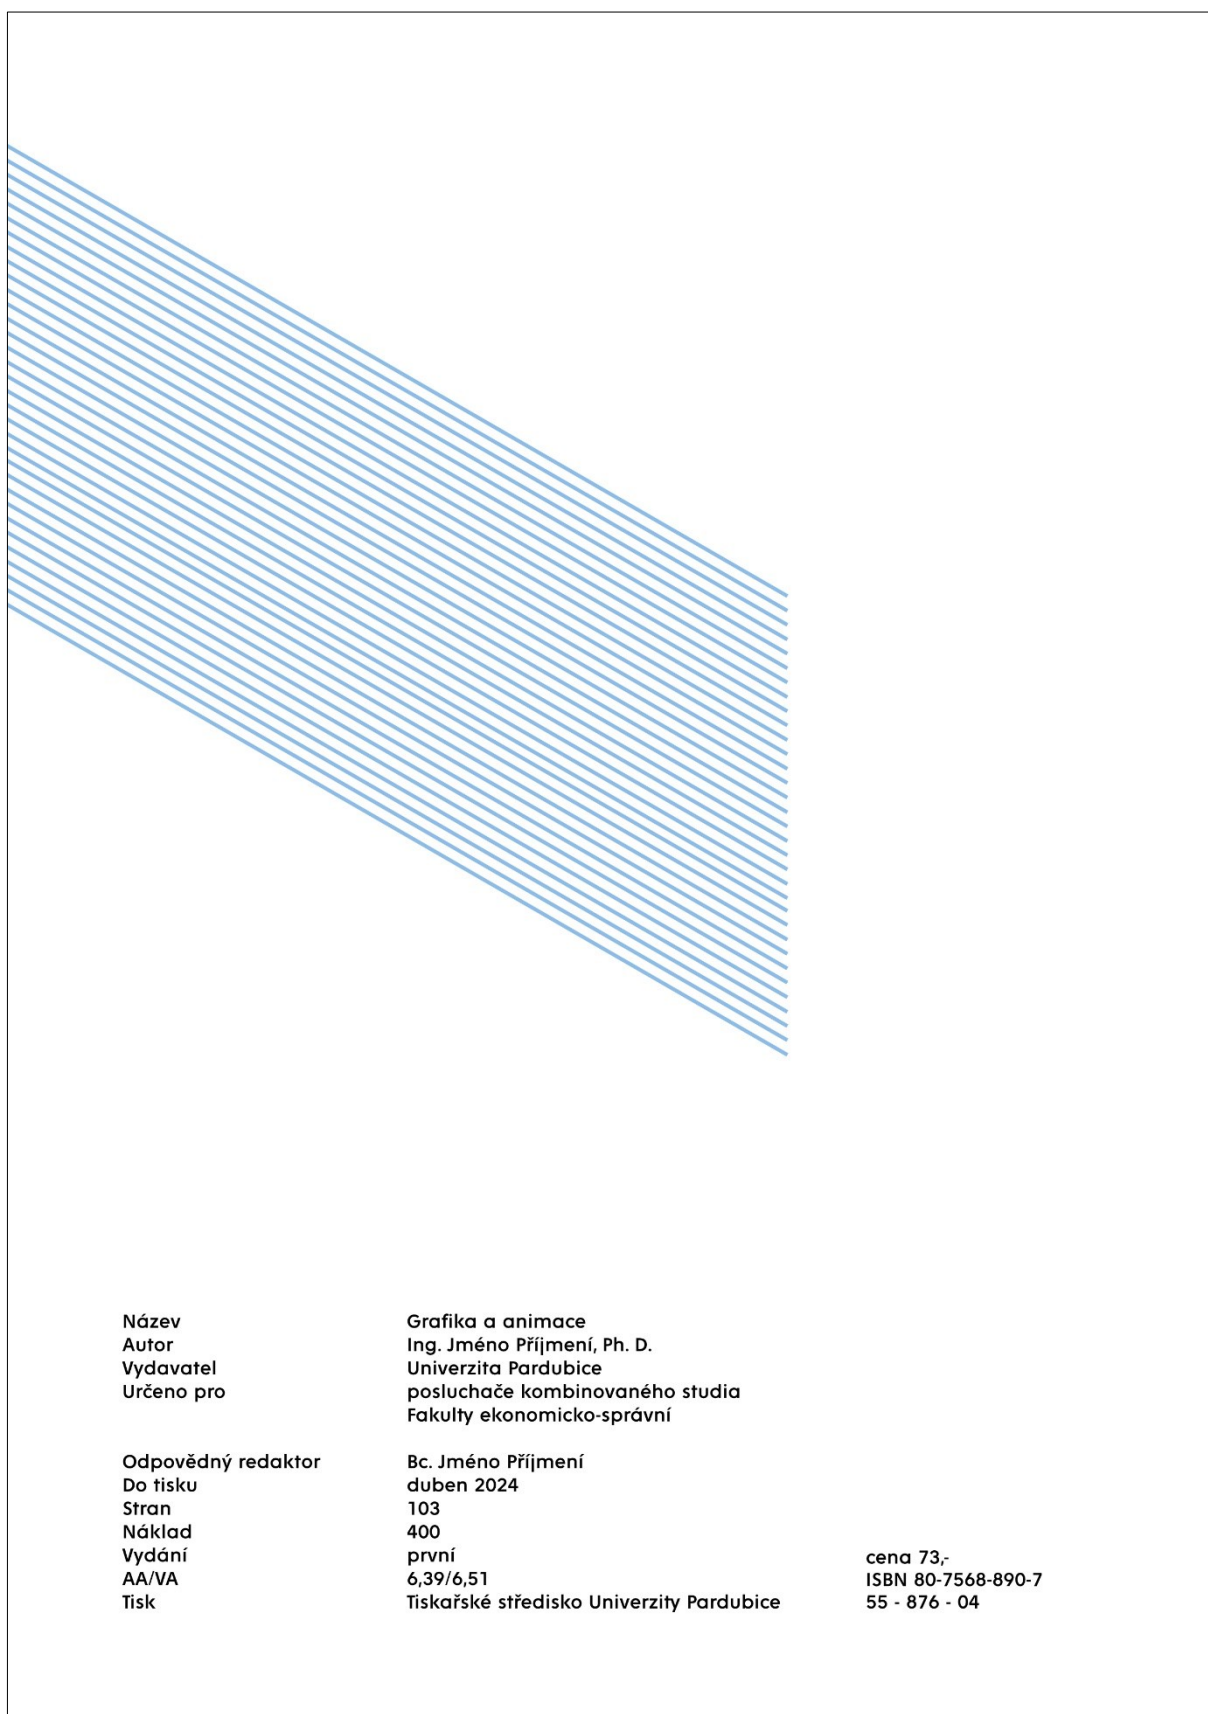 Název Grafika a animace
Autor Ing. Jméno Příjmení, Ph. D.
Vydavatel Univerzita Pardubice
Určeno pro posluchače kombinovaného studia
Fakulty ekonomicko-správní
Odpovědný redaktor Bc. Jméno Příjmení
Do tisku duben 2024
Stran 103
Náklad 400
Vydání první
AA/VA 6,39/6,51
Tisk Tiskařské středisko Univerzity Pardubice
cena 73,-
ISBN 80-7568-890-7
55 - 876 - 04